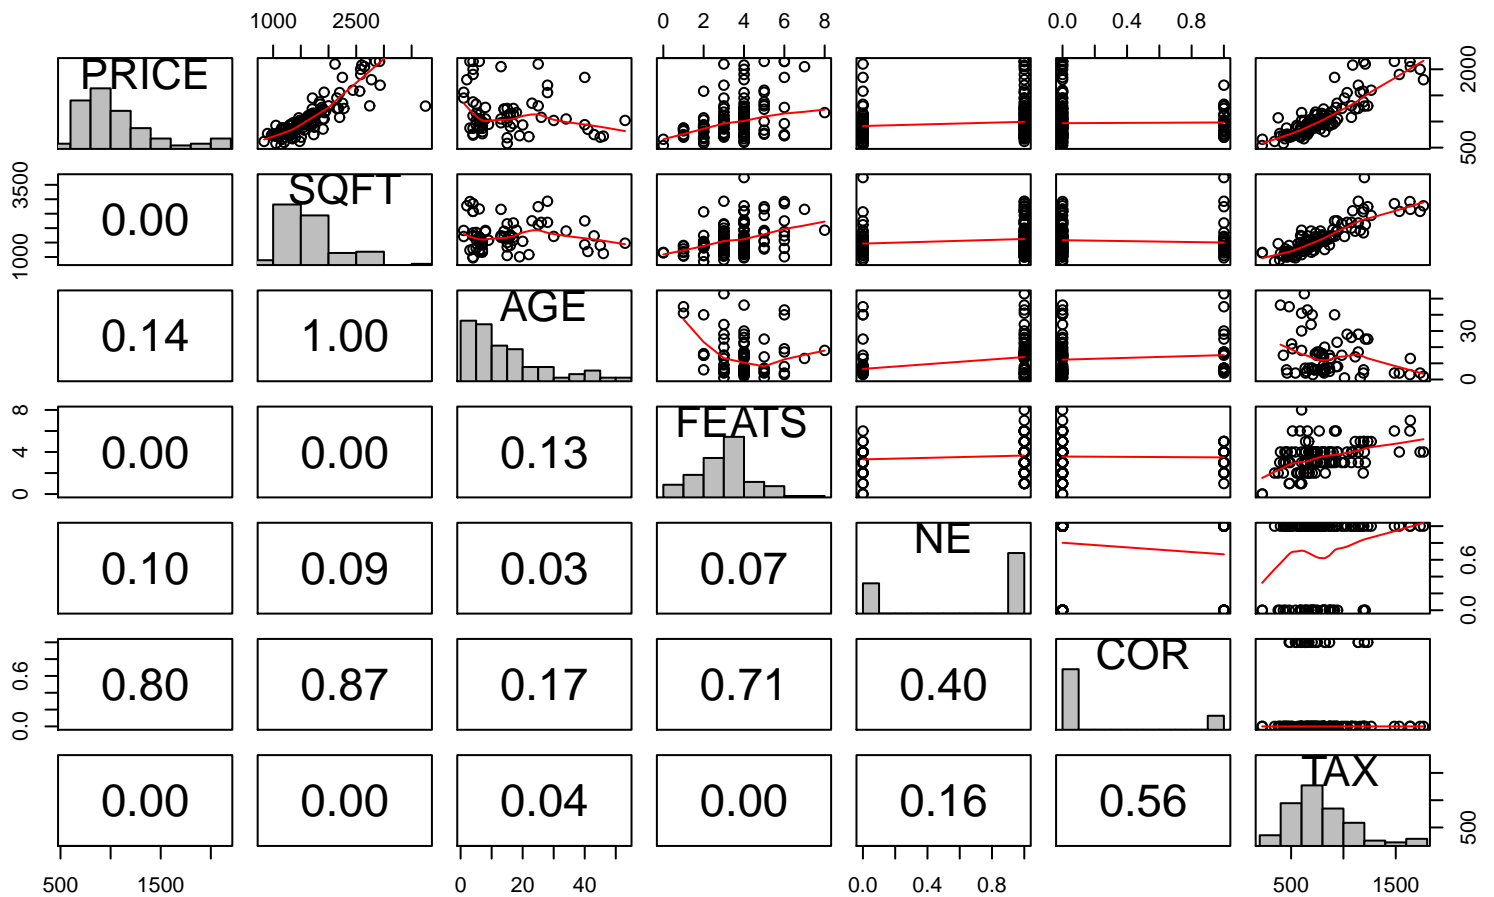 1000 2500 0 2 4 6 8 0.0 0.4 0.8
PRICE 500 2000
1000 3500 0.00 SQFT
0.14 1.00 AGE 0 30
0 4 8 0.00 0.00 0.13 FEATS
0.10 0.09 0.03 0.07 NE 0.0 0.6
0.0 0.6 0.80 0.87 0.17 0.71 0.40 COR
0.00 0.00 0.04 0.00 0.16 0.56 TAX 500
500 1500 0 20 40 0.0 0.4 0.8 500 1500